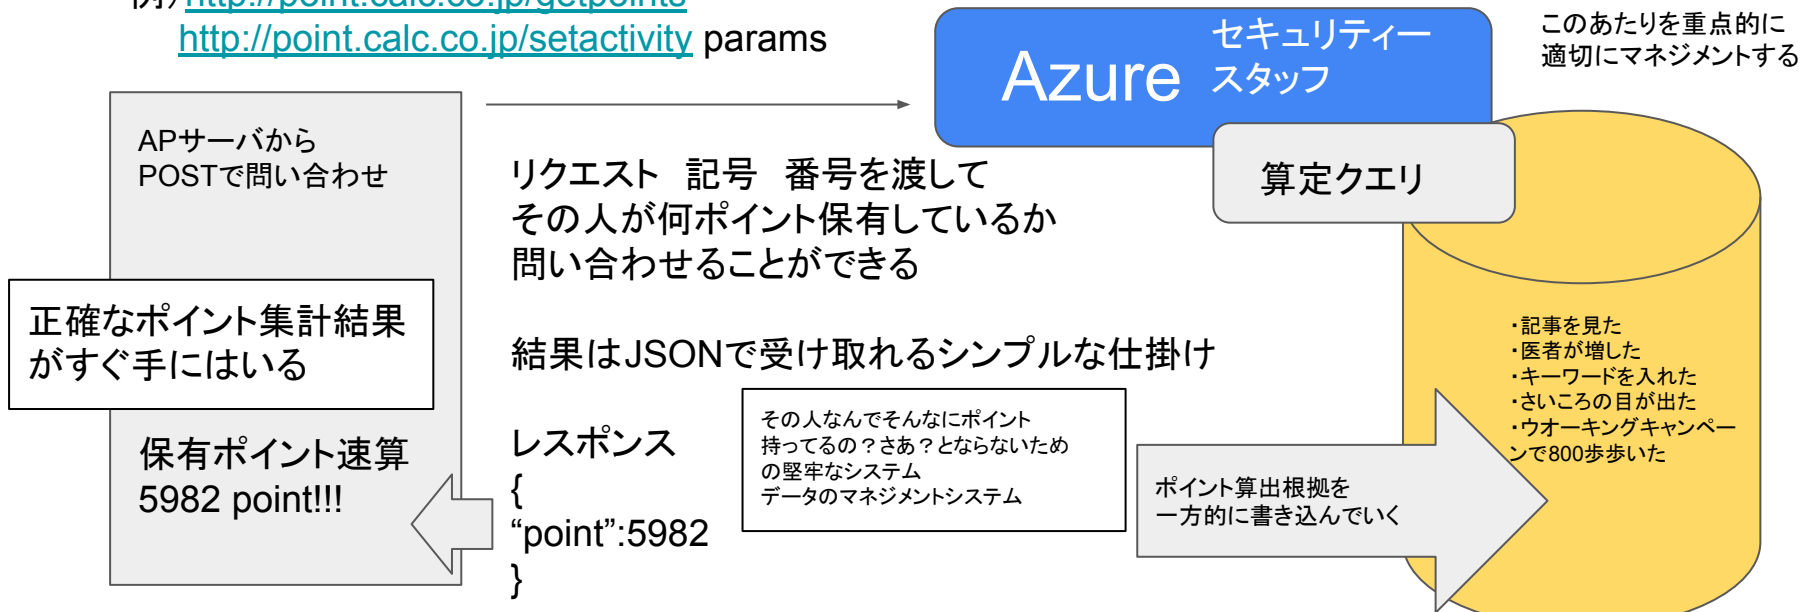 例)http://point.calc.co.jp/getpoints
http://point.calc.co.jp/setactivity params
Azure
セキュリティー
スタッフ
このあたりを重点的に
適切にマネジメントする
APサーバから
POSTで問い合わせ
リクエスト　記号　番号を渡して
その人が何ポイント保有しているか
問い合わせることができる
算定クエリ
正確なポイント集計結果
がすぐ手にはいる
結果はJSONで受け取れるシンプルな仕掛け
・記事を見た
・医者が増した
・キーワードを入れた
・さいころの目が出た
・ウオーキングキャンペー
ンで800歩歩いた
保有ポイント速算
5982 point!!!
レスポンス
{
“point”:5982
}
その人なんでそんなにポイント
持ってるの？さあ？とならないため
の堅牢なシステム
データのマネジメントシステム
ポイント算出根拠を
一方的に書き込んでいく